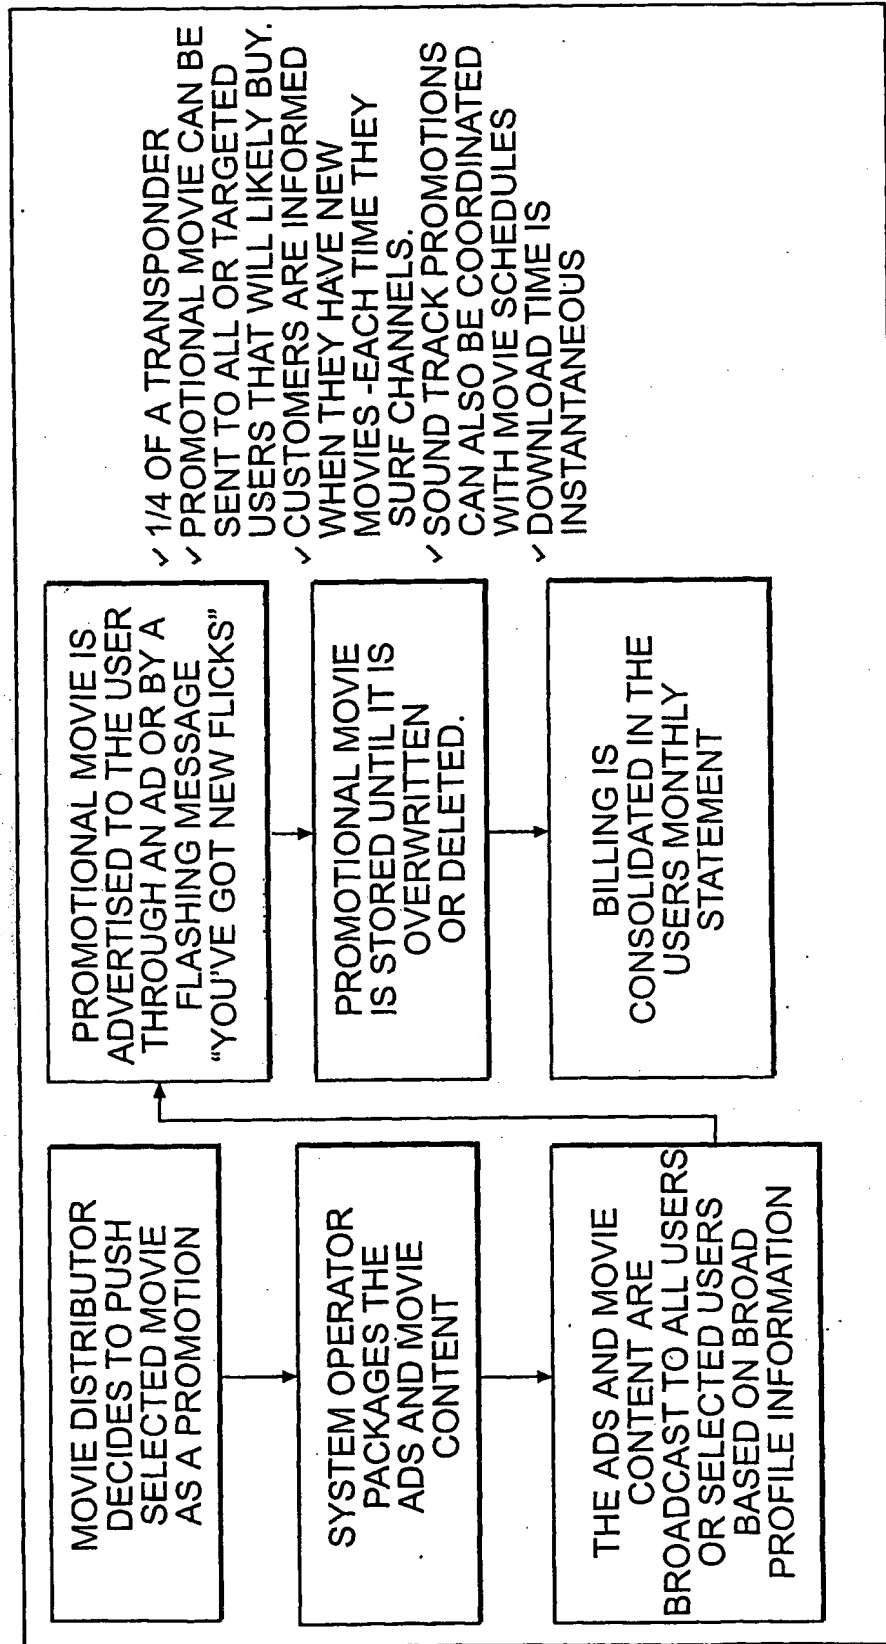 MOVIE DISTRIBUTOR
DECIDES TO PUSH
SELECTED MOVIE
AS A PROMOTION
SYSTEM OPERATOR
PACKAGES THE
ADS AND MOVIE
CONTENT
THE ADS AND MOVIE
CONTENT ARE
BROADCAST TO ALL USERS
OR SELECTED USERS
BASED ON BROAD
PROFILE INFORMATION
PROMOTIONAL MOVIE IS
ADVERTISED TO THE USER
THROUGH AN AD OR BY A
FLASHING MESSAGE
“YOU'VE GOT NEW FLICKS”
PROMOTIONAL MOVIE
IS STORED UNTIL IT IS
OVERWRITTEN
OR DELETED.
BILLING IS
CONSOLIDATED IN THE
USERS MONTHLY
STATEMENT
✓ 1/4 OF A TRANSPONDER
✓ PROMOTIONAL MOVIE CAN BE
SENT TO ALL OR TARGETED
USERS THAT WILL LIKELY BUY.
✓ CUSTOMERS ARE INFORMED
WHEN THEY HAVE NEW
MOVIES -EACH TIME THEY
SURF CHANNELS.
✓ SOUND TRACK PROMOTIONS
CAN ALSO BE COORDINATED
WITH MOVIE SCHEDULES
✓ DOWNLOAD TIME IS
INSTANTANEOUS